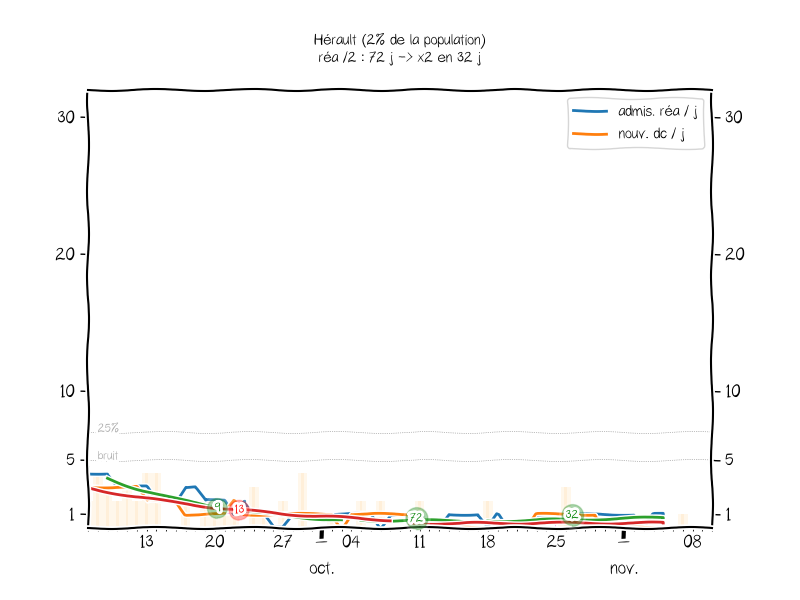 Hérault (2% de la population)
réa /2 : 72 j -> x2 en 32 j
admis. réa / j
nouv. dc / j
30 30
20 20
10 10
25%
5 bruit 5
1 9 13 72 32 1
13 20 27 04 11 18 25 08
oct. nov.